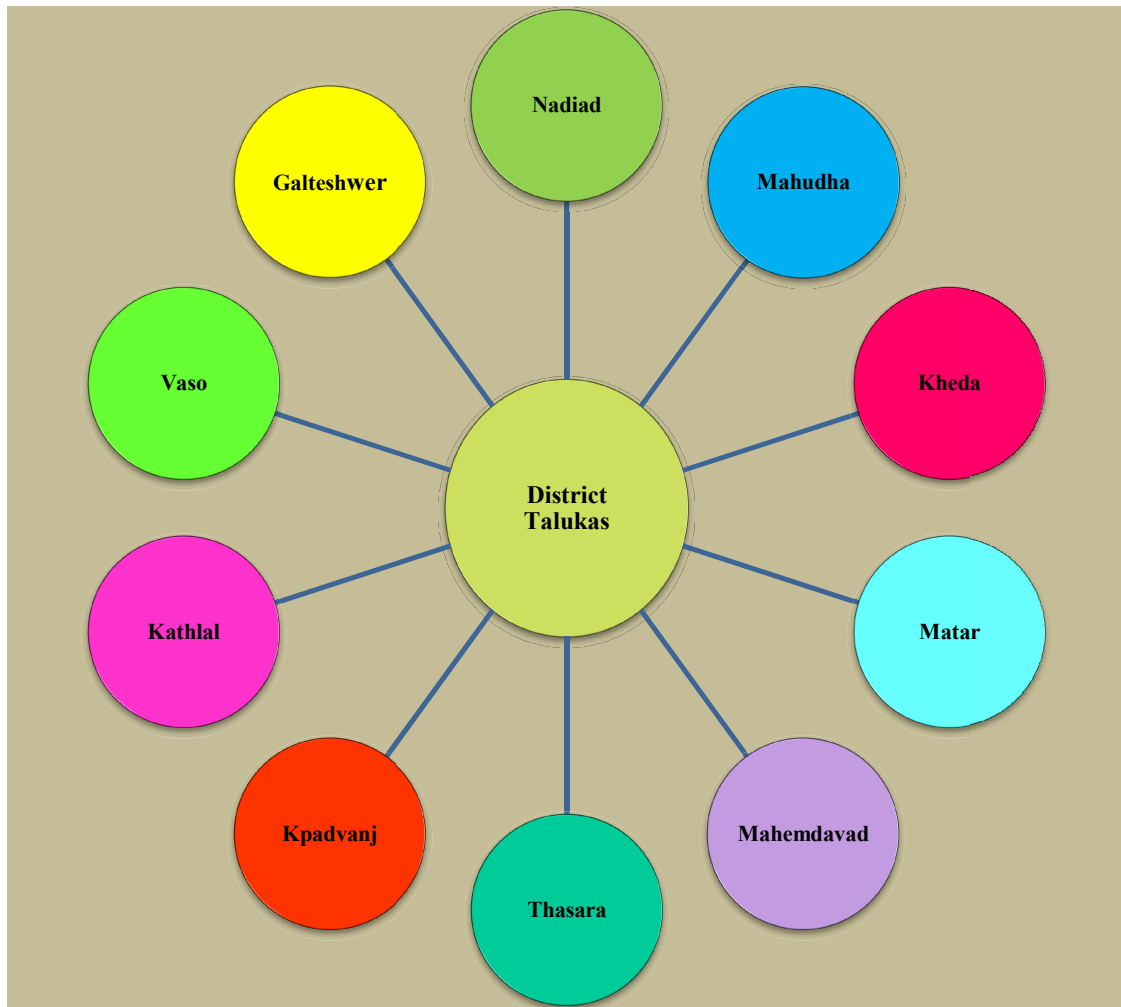 Nadiad
Mahudha
Kheda
Matar
Mahemdavad
Thasara
Kpadvanj
Kathlal
Vaso
Galteshwer
District
Talukas